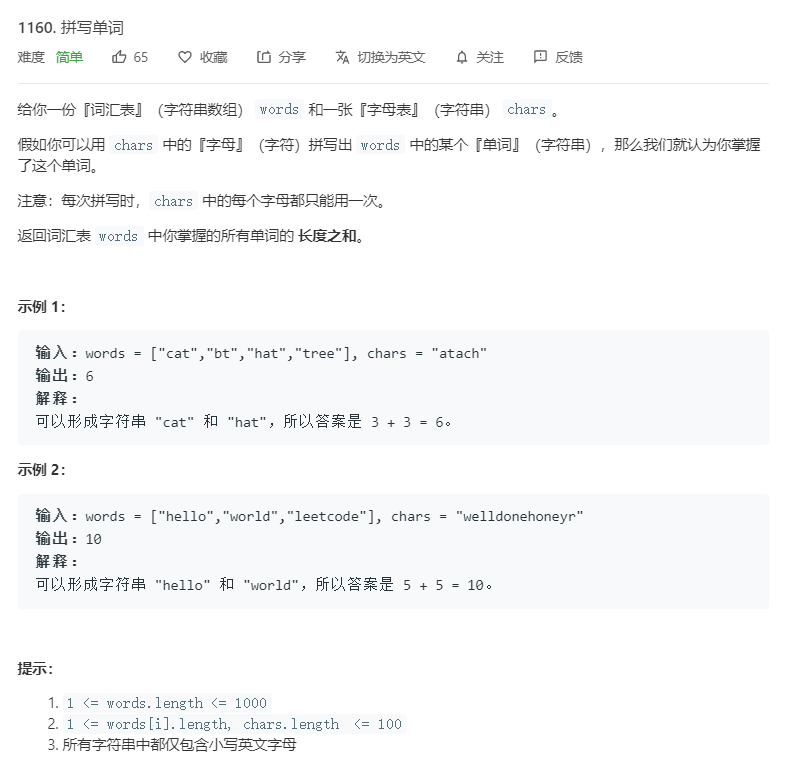 1160. 拼写单词
难度 简单 65 收藏 分享 切换为英文 关注 反馈
给你一份『词汇表』（字符串数组） words 和一张『字母表』（字符串） chars 。
假如你可以用 chars 中的『字母』（字符）拼写出 words 中的某个『单词』（字符串），那么我们就认为你掌握
了这个单词。
注意：每次拼写时，chars 中的每个字母都只能用一次。
返回词汇表 words 中你掌握的所有单词的 长度之和。
示例 1：
输入：words = ["cat","bt","hat","tree"], chars = "atach"
输出：6
解释：
可以形成字符串 "cat" 和 "hat"，所以答案是 3 + 3 = 6。
示例 2：
输入：words = ["hello","world","leetcode"], chars = "welldonehoneyr"
输出：10
解释：
可以形成字符串 "hello" 和 "world"，所以答案是 5 + 5 = 10。
提示：
1. 1 <= words.length <= 1000
2. 1 <= words[i].length, chars.length <= 100
3. 所有字符串中都仅包含小写英文字母